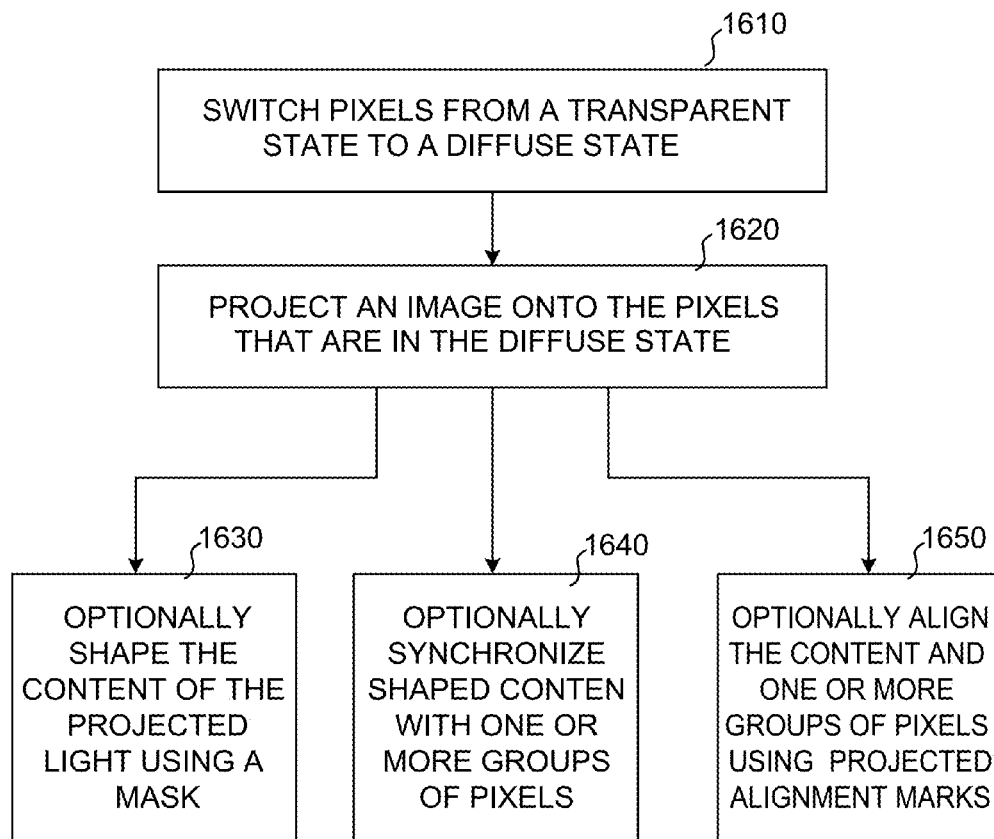 1610
SWITCH PIXELS FROM A TRANSPARENT
STATE TO A DIFFUSE STATE
1620
PROJECT AN IMAGE ONTO THE PIXELS
THAT ARE IN THE DIFFUSE STATE
1630
OPTIONALLY
SHAPE THE
CONTENT OF THE
PROJECTED
LIGHT USING A
MASK
1640
OPTIONALLY
SYNCHRONIZE
SHAPED CONTEN
WITH ONE OR
MORE GROUPS
OF PIXELS
1650
OPTIONALLY ALIGN
THE CONTENT AND
ONE OR MORE
GROUPS OF PIXELS
USING PROJECTED
ALIGNMENT MARKS